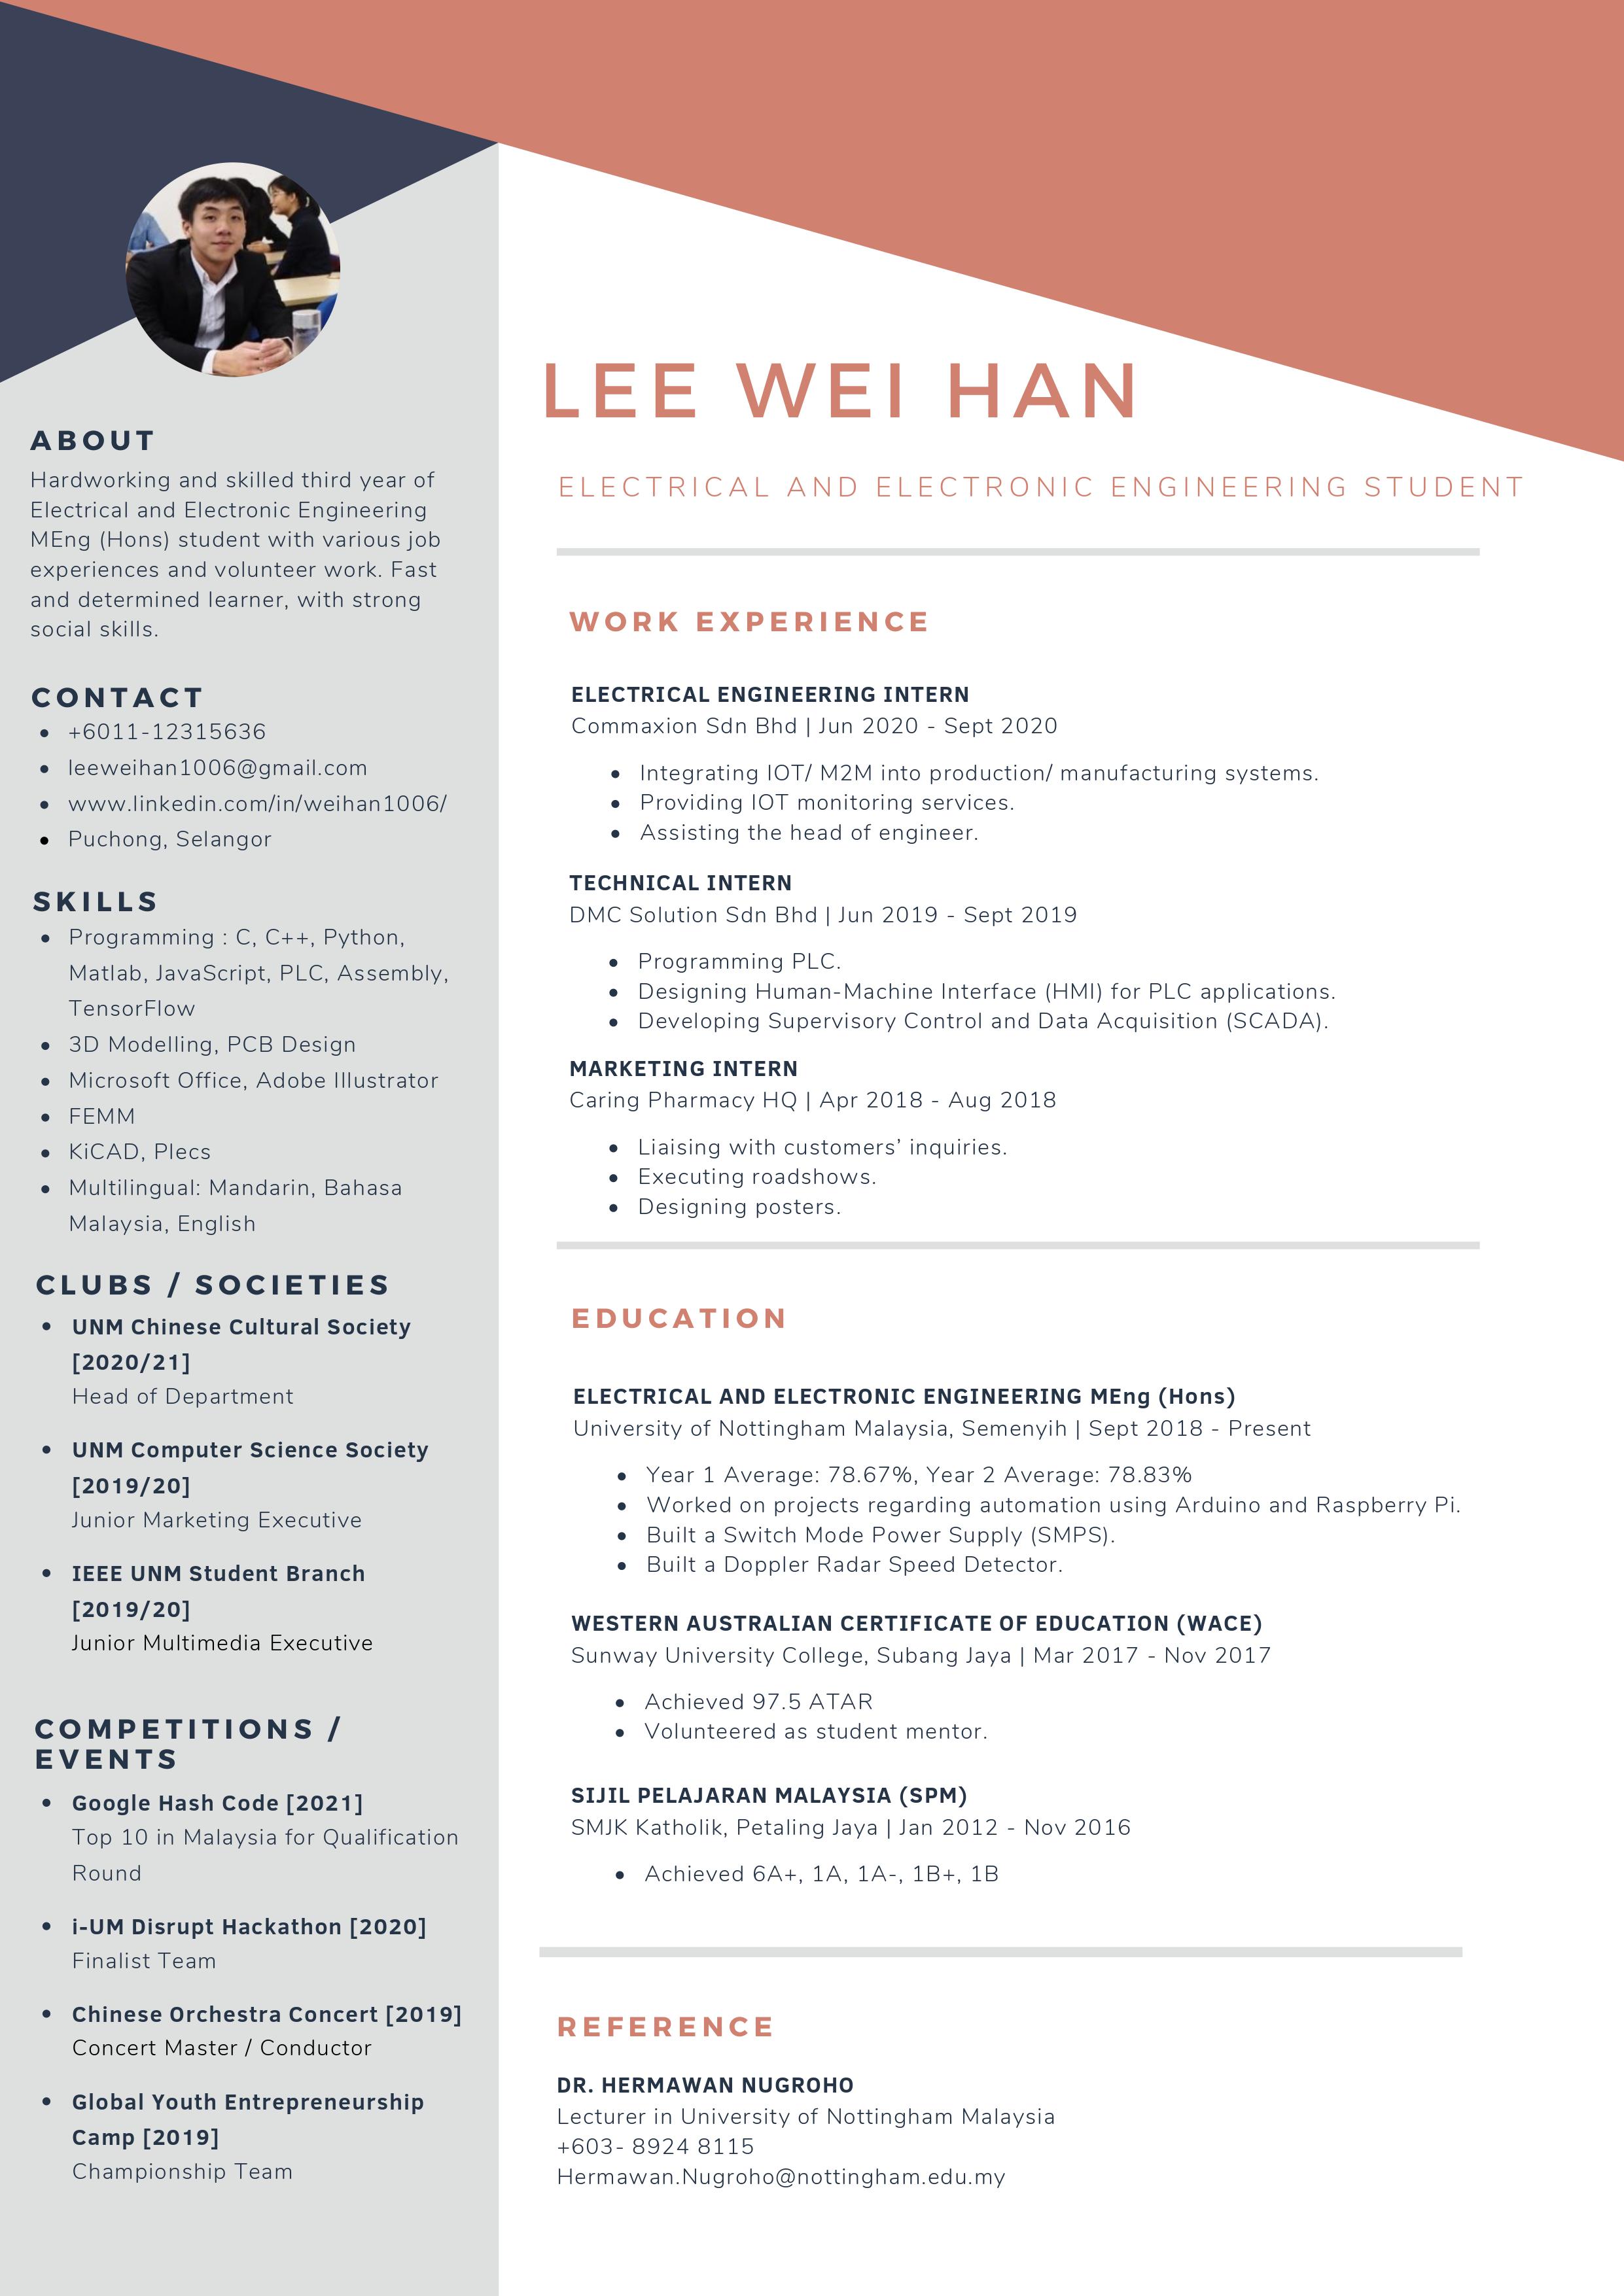 LEE WEI HAN
ELECTRICAL AND ELECTRONIC ENGINEERING STUDENT
ABOUT
Hardworking and skilled third year of
Electrical and Electronic Engineering
MEng (Hons) student with various job
experiences and volunteer work. Fast
and determined learner, with strong
social skills.
CONTACT
• +6011-12315636
• leeweihan1006@gmail.com
• www.linkedin.com/in/weihan1006/
• Puchong, Selangor
SKILLS
• Programming : C, C++, Python,
Matlab, JavaScript, PLC, Assembly,
TensorFlow
• 3D Modelling, PCB Design
• Microsoft Office, Adobe Illustrator
• FEMM
• KiCAD, Plecs
• Multilingual: Mandarin, Bahasa
Malaysia, English
CLUBS / SOCIETIES
• UNM Chinese Cultural Society
[2020/21]
Head of Department
• UNM Computer Science Society
[2019/20]
Junior Marketing Executive
• IEEE UNM Student Branch
[2019/20]
Junior Multimedia Executive
COMPETITIONS /
EVENTS
• Google Hash Code [2021]
Top 10 in Malaysia for Qualification
Round
• i-UM Disrupt Hackathon [2020]
Finalist Team
• Chinese Orchestra Concert [2019]
Concert Master / Conductor
• Global Youth Entrepreneurship
Camp [2019]
Championship Team
WORK EXPERIENCE
ELECTRICAL ENGINEERING INTERN
Commaxion Sdn Bhd | Jun 2020 - Sept 2020
• Integrating IOT/ M2M into production/ manufacturing systems.
• Providing IOT monitoring services.
• Assisting the head of engineer.
TECHNICAL INTERN
DMC Solution Sdn Bhd | Jun 2019 - Sept 2019
• Programming PLC.
• Designing Human-Machine Interface (HMI) for PLC applications.
• Developing Supervisory Control and Data Acquisition (SCADA).
MARKETING INTERN
Caring Pharmacy HQ | Apr 2018 - Aug 2018
• Liaising with customers’ inquiries.
• Executing roadshows.
• Designing posters.
EDUCATION
ELECTRICAL AND ELECTRONIC ENGINEERING MEng (Hons)
University of Nottingham Malaysia, Semenyih | Sept 2018 - Present
• Year 1 Average: 78.67%, Year 2 Average: 78.83%
• Worked on projects regarding automation using Arduino and Raspberry Pi.
• Built a Switch Mode Power Supply (SMPS).
• Built a Doppler Radar Speed Detector.
WESTERN AUSTRALIAN CERTIFICATE OF EDUCATION (WACE)
Sunway University College, Subang Jaya | Mar 2017 - Nov 2017
• Achieved 97.5 ATAR
• Volunteered as student mentor.
SIJIL PELAJARAN MALAYSIA (SPM)
SMJK Katholik, Petaling Jaya | Jan 2012 - Nov 2016
• Achieved 6A+, 1A, 1A-, 1B+, 1B
REFERENCE
DR. HERMAWAN NUGROHO
Lecturer in University of Nottingham Malaysia
+603- 8924 8115
Hermawan.Nugroho@nottingham.edu.my